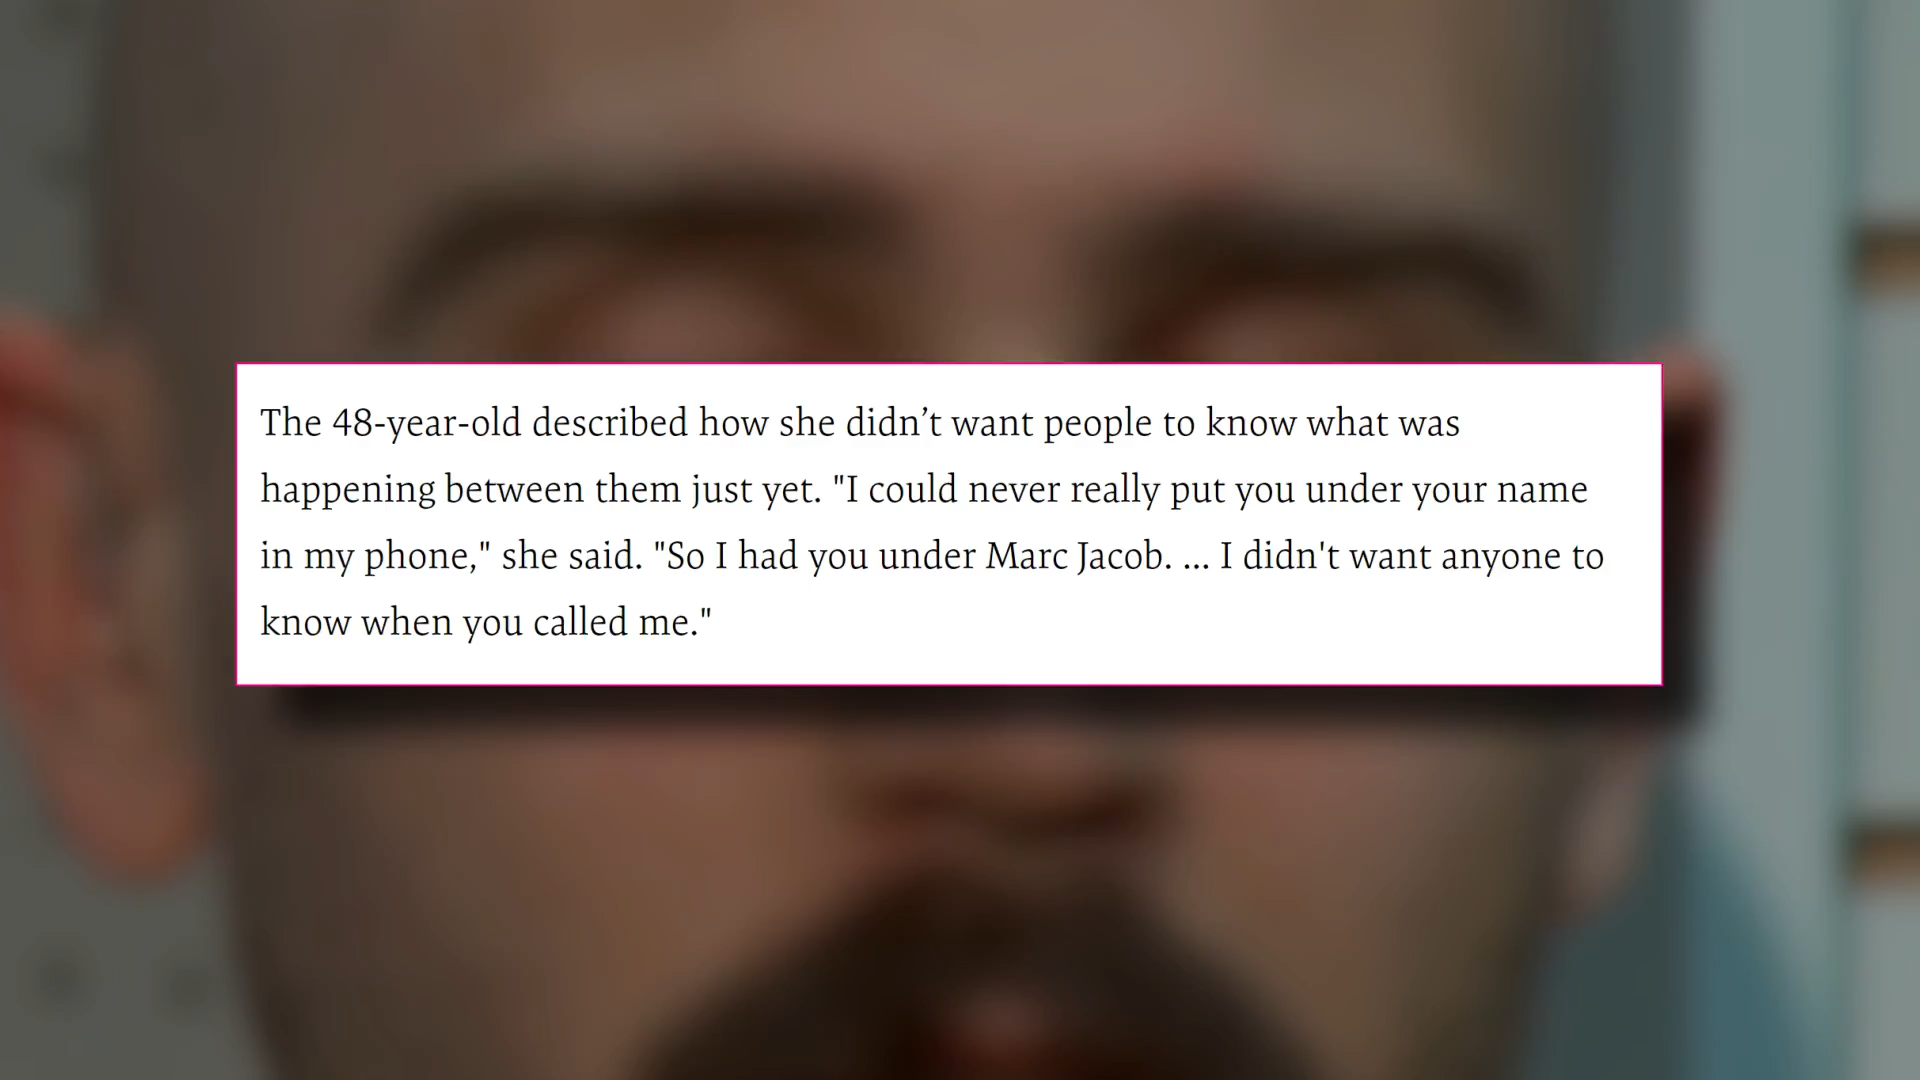 The 48-year-old described how she didn’t want people to know what was
happening between them just yet. "I could never really put you under your name
in my phone," she said. "So I had you under Marc Jacob. ... I didn't want anyone to
know when you called me."